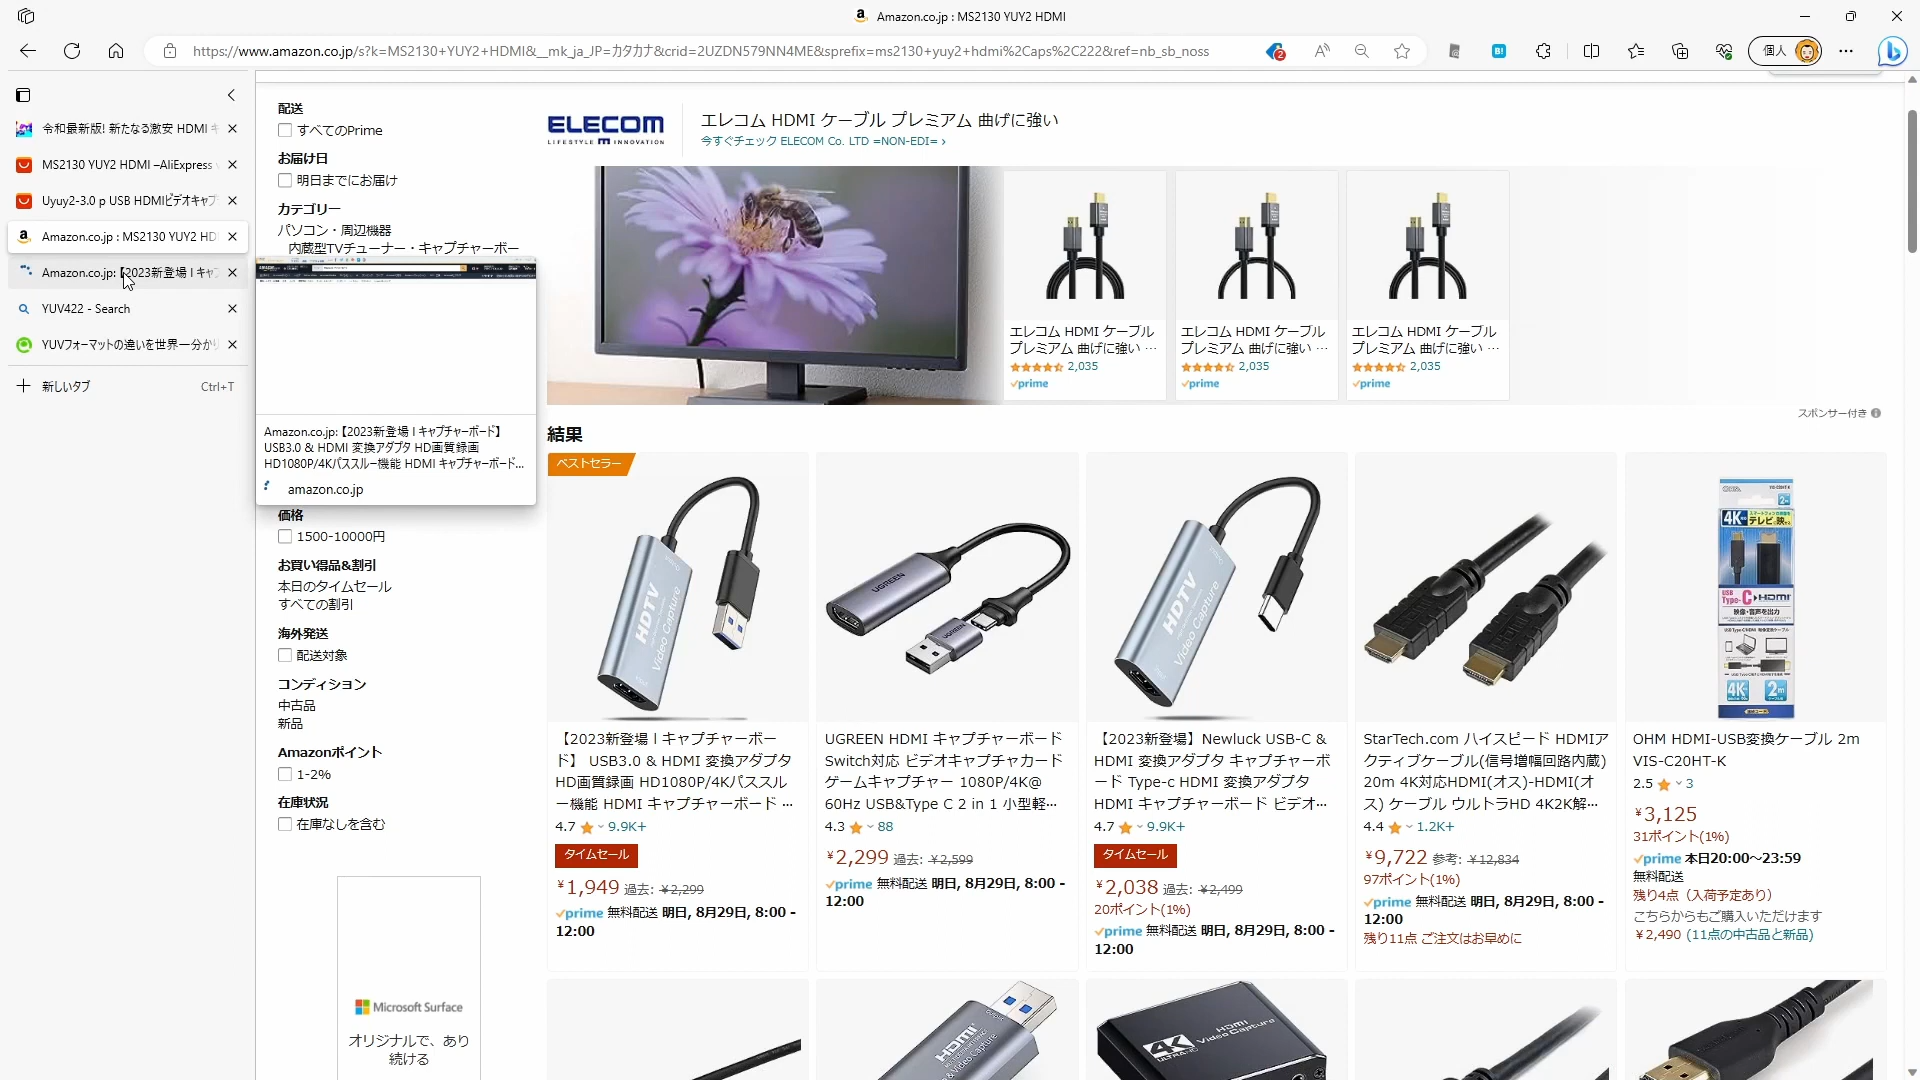 Amazon.co.jp : MS2130 YUY2 HDMI
https://www.amazon.co.jp/s?k=MS2130+YUY2+HDMI&__mk_ja_JP=カタカナ&crid=2UZDN579NN4ME&sprefix=ms2130+yuy2+hdmi%2Caps%2C222&ref=nb_sb_noss
2
B!
個人
令和最新版! 新たなる激安 HDMI キ
MS2130 YUY2 HDMI –AliExpress v
Uyuy2-3.0 p USB HDMIビデオキャプ
Amazon.co.jp : MS2130 YUY2 HD
Amazon.co.jp: 【2023新登場 l キャプ
YUV422 - Search
YUVフォーマットの違いを世界一分かり
新しいタブ
Ctrl+T
Amazon.co.jp: 【2023新登場 l キャプチャーボード】
USB3.0 & HDMI 変換アダプタ HD画質録画
HD1080P/4Kパススルー機能 HDMI キャプチャーボード...
amazon.co.jp
配送
すべてのPrime
お届け日
明日までにお届け
カテゴリー
パソコン・周辺機器
内蔵型TVチューナー・キャプチャーボー
価格
1500-10000円
お買い得品&割引
本日のタイムセール
すべての割引
海外発送
配送対象
コンディション
中古品
新品
Amazonポイント
1-2%
在庫状況
在庫なしを含む
Microsoft Surface
オリジナルで、あり
続ける
ELECOM
LIFESTYLE INNOVATION
エレコム HDMI ケーブル プレミアム 曲げに強い
今すぐチェック ELECOM Co. LTD =NON-EDI= ›
エレコム HDMI ケーブル
プレミアム 曲げに強い …
2,035
prime
エレコム HDMI ケーブル
プレミアム 曲げに強い …
2,035
prime
エレコム HDMI ケーブル
プレミアム 曲げに強い …
2,035
prime
スポンサー付き
結果
ベストセラー
HDTV
Video Capture
【2023新登場 l キャプチャーボー
ド】 USB3.0 & HDMI 変換アダプタ
HD画質録画 HD1080P/4Kパススル
ー機能 HDMI キャプチャーボード …
4.7
9.9K+
タイムセール
¥1,949 過去: ¥2,299
prime 無料配送 明日, 8月29日, 8:00 -
12:00
UGREEN
UGREEN
UGREEN HDMI キャプチャーボード
Switch対応 ビデオキャプチャカード
ゲームキャプチャー 1080P/4K@
60Hz USB&Type C 2 in 1 小型軽…
4.3
88
¥2,299 過去: ¥2,599
prime 無料配送 明日, 8月29日, 8:00 -
12:00
HDTV
Video Capture
【2023新登場】Newluck USB-C &
HDMI 変換アダプタ キャプチャーボ
ード Type-c HDMI 変換アダプタ
HDMI キャプチャーボード ビデオ…
4.7
9.9K+
タイムセール
¥2,038 過去: ¥2,499
20ポイント(1%)
prime 無料配送 明日, 8月29日, 8:00 -
12:00
StarTech.com ハイスピード HDMIア
クティブケーブル(信号増幅回路内蔵)
20m 4K対応HDMI(オス)-HDMI(オ
ス) ケーブル ウルトラHD 4K2K解…
4.4
1.2K+
¥9,722 参考: ¥12,834
97ポイント(1%)
prime 無料配送 明日, 8月29日, 8:00 -
12:00
残り11点 ご注文はお早めに
4K
テレビ
映
USB Type-C
HDMI
映像・音声を出力
4K
2m
OHM HDMI-USB変換ケーブル 2m
VIS-C20HT-K
2.5
3
¥3,125
31ポイント(1%)
prime 本日20:00～23:59
無料配送
残り4点（入荷予定あり）
こちらからもご購入いただけます
¥2,490 (11点の中古品と新品)
HDMI
& Video Capture
4K
ULTRA HD
HDMI
Video Capture